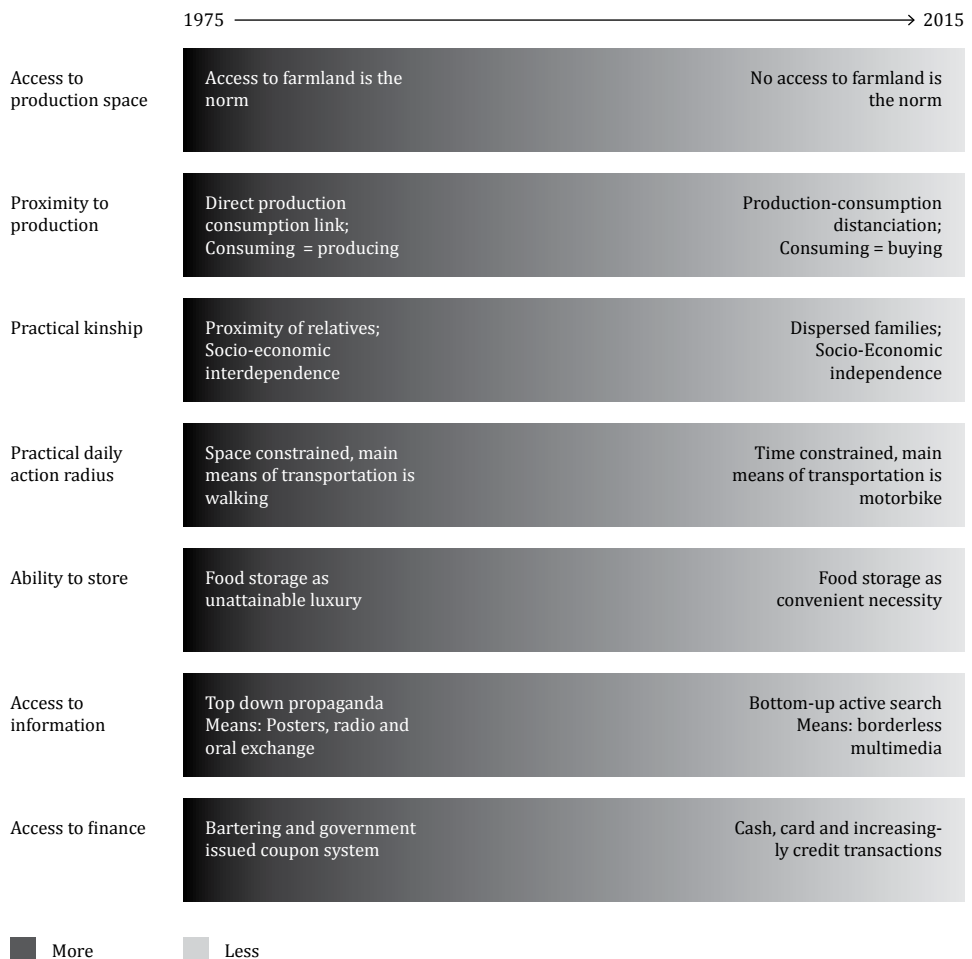 1975 2015
Access to
production space
Access to farmland is the
norm
No access to farmland is
the norm
Proximity to
production
Direct production
consumption link;
Consuming = producing
Production-consumption
distanciation;
Consuming = buying
Practical kinship
Proximity of relatives;
Socio-economic
interdependence
Dispersed families;
Socio-Economic
independence
Practical daily
action radius
Space constrained, main
means of transportation is
walking
Time constrained, main
means of transportation is
motorbike
Ability to store
Food storage as
unattainable luxury
Food storage as
convenient necessity
Access to
information
Top down propaganda
Means: Posters, radio and
oral exchange
Bottom-up active search
Means: borderless
multimedia
Access to finance
Bartering and government
issued coupon system
Cash, card and increasing-
ly credit transactions
More Less